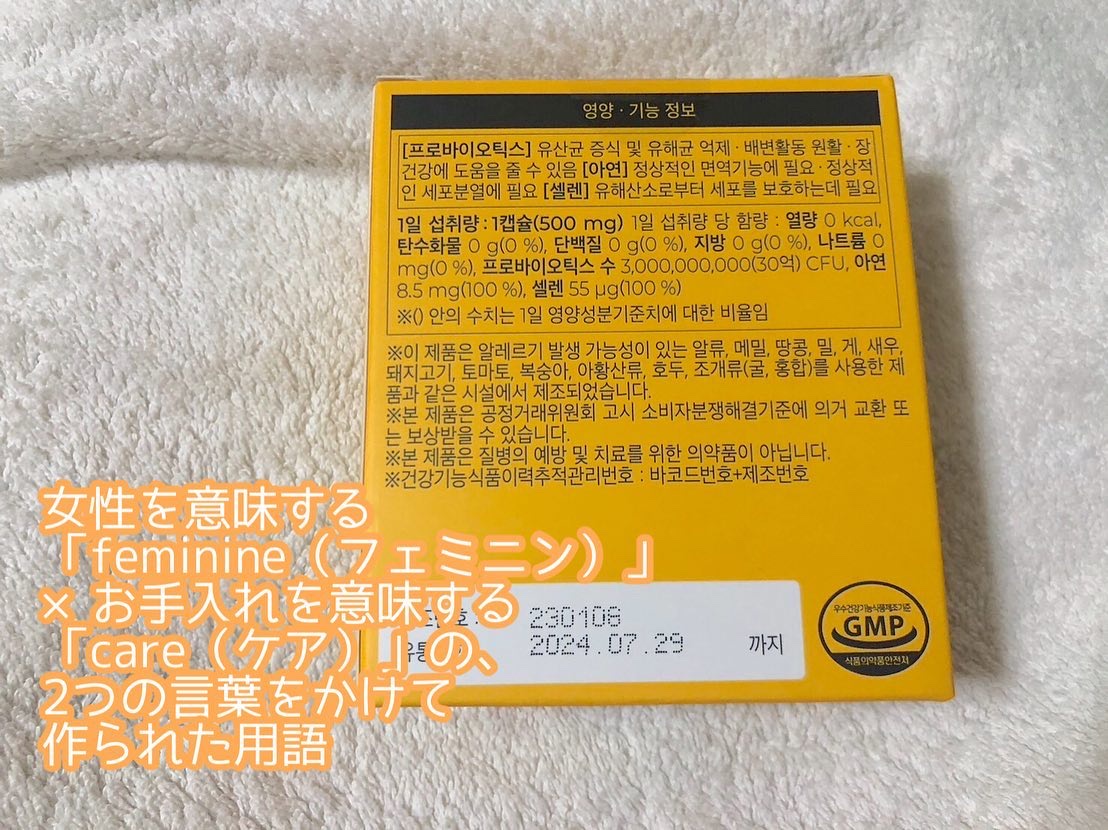 영양 · 기능 정보
[프로바이오틱스] 유산균 증식 및 유해균 억제 · 배변활동 원활 · 장
건강에 도움을 줄 수 있음 [아연] 정상적인 면역기능에 필요 · 정상적
인 세포분열에 필요 [셀렌] 유해산소로부터 세포를 보호하는데 필요
1일 섭취량 : 1캡슐(500 mg) 1일 섭취량 당 함량 : 열량 0 kcal,
탄수화물 0 g(0 %), 단백질 0 g(0 %), 지방 0 g(0 %), 나트륨 0
mg(0 %), 프로바이오틱스 수 3,000,000,000(30억) CFU, 아연
8.5 mg(100 %), 셀렌 55 µg(100 %)
※() 안의 수치는 1일 영양성분기준치에 대한 비율임
※이 제품은 알레르기 발생 가능성이 있는 알류, 메밀, 땅콩, 밀, 게, 새우,
돼지고기, 토마토, 복숭아, 아황산류, 호두, 조개류(굴, 홍합)를 사용한 제
품과 같은 시설에서 제조되었습니다.
※본 제품은 공정거래위원회 고시 소비자분쟁해결기준에 의거 교환 또
는 보상받을 수 있습니다.
※본 제품은 질병의 예방 및 치료를 위한 의약품이 아닙니다.
※건강기능식품이력추적관리번호 : 바코드번호+제조번호
230108
2024.07.29 까지
우수건강기능식품제조기준
GMP
식품의약품안전처
女性を意味する
「feminine（フェミニン）」
× お手入れを意味する
「care（ケア）」の、
2つの言葉をかけて
作られた用語